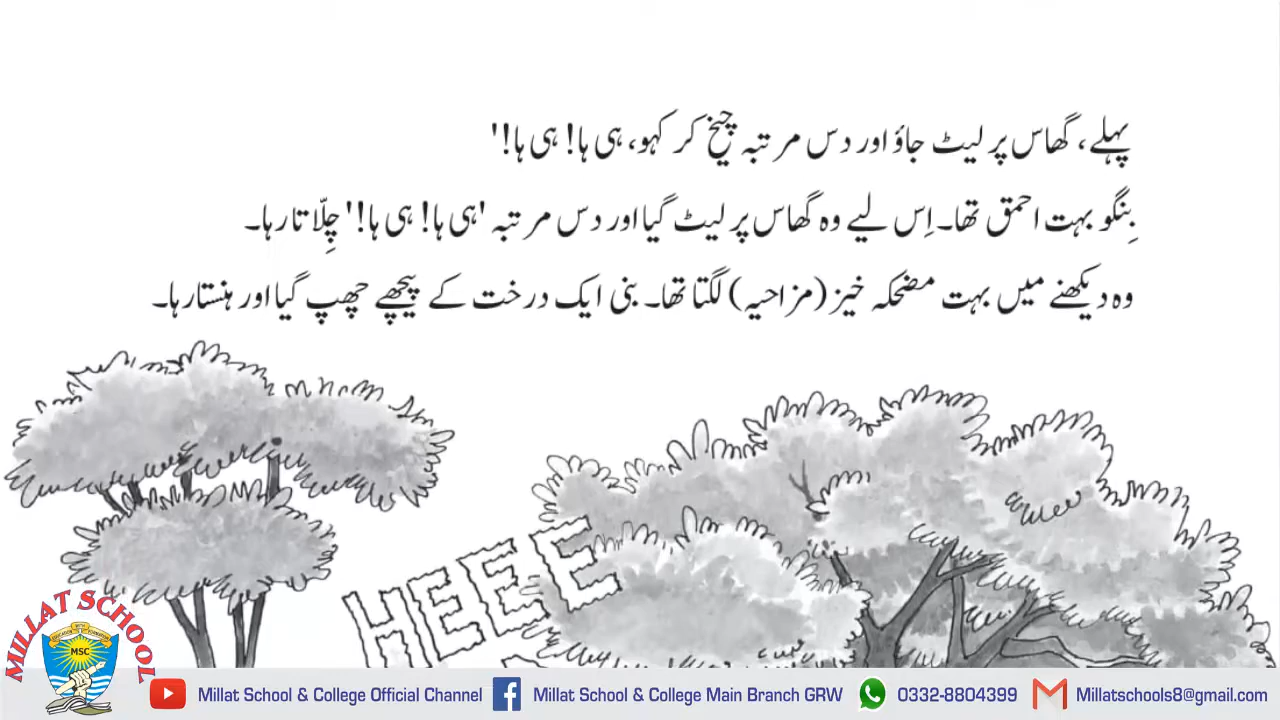 پہلے، گھاس پر لیٹ جاؤ اور دس مرتبہ چیخ کر کہو، ہی ہا! ہی ہا!'
بِنگو بہت احمق تھا۔ اِس لیے وہ گھاس پر لیٹ گیا اور دس مرتبہ 'ہی ہا! ہی ہا!' چِلّاتا رہا۔
وہ دیکھنے میں بہت مضحکہ خیز (مزاحیہ) لگتا تھا۔ بنی ایک درخت کے پیچھے چھپ گیا اور ہنستا رہا۔
HEEE
MILLAT SCHOOL
MSC
Millat School & College Official Channel
Millat School & College Main Branch GRW
0332-8804399
Millatschools8@gmail.com